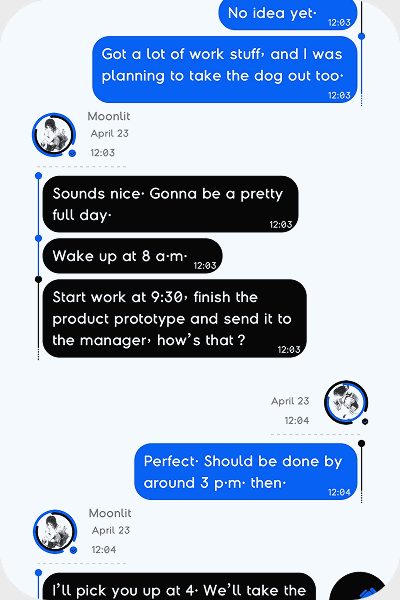 No idea yet·
12:03
Got a lot of work stuff, and I was
planning to take the dog out too·
12:03
Moonlit
April 23
12:03
Sounds nice· Gonna be a pretty
full day·
12:03
Wake up at 8 a·m·
12:03
Start work at 9:30, finish the
product prototype and send it to
the manager, how's that ?
12:03
April 23
12:04
Perfect· Should be done by
around 3 p·m· then·
12:04
Moonlit
April 23
12:04
I'll pick you up at 4· We'll take the